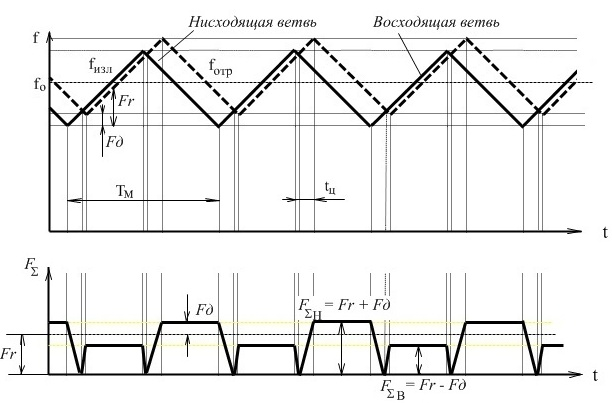 Нисходящая ветвь
Восходящая ветвь
f
fизл
fотр
fo
Fr
Fд
Tм
tц
t
FΣ
Fд
FΣН = Fr + Fд
Fr
FΣВ = Fr - Fд
t